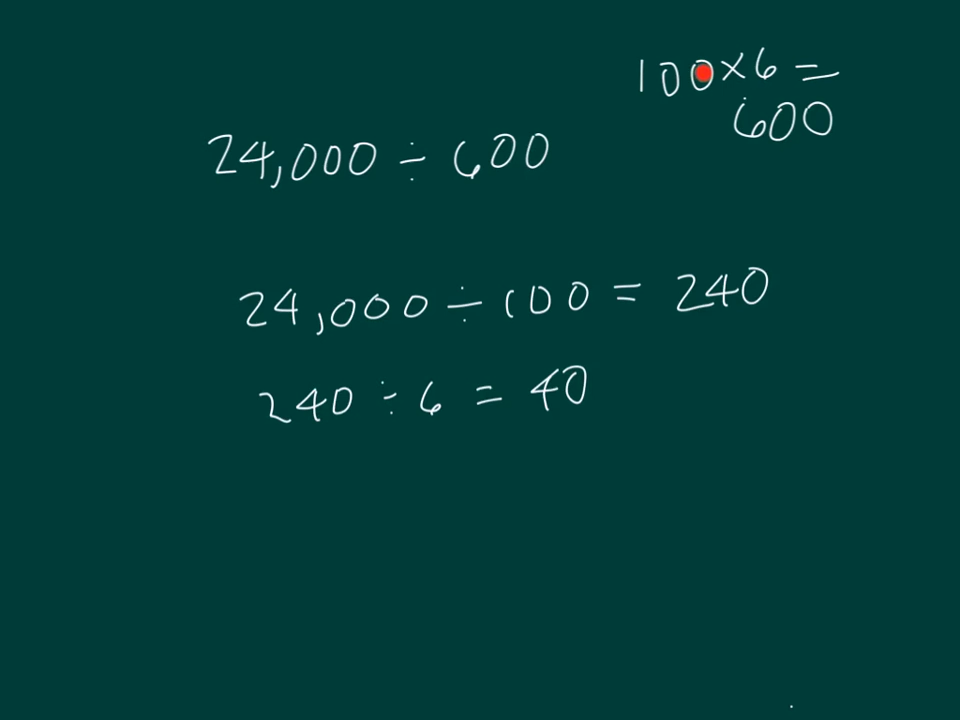 100×6=
600
24,000 ÷ 600
24,000 ÷ 100 = 240
240 ÷ 6 = 40